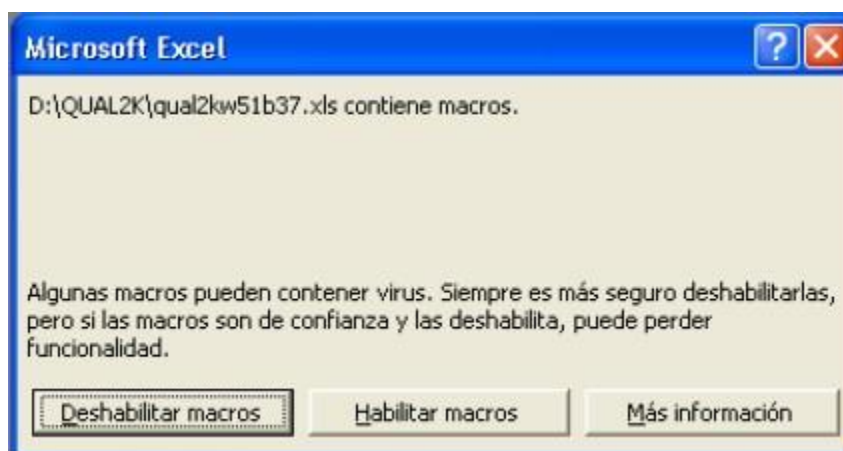 Microsoft Excel
D:\QUAL2K\qual2kw51b37.xls contiene macros.
Algunas macros pueden contener virus. Siempre es más seguro deshabilitarlas,
pero si las macros son de confianza y las deshabilita, puede perder
funcionalidad.
Deshabilitar macros Habilitar macros Más información